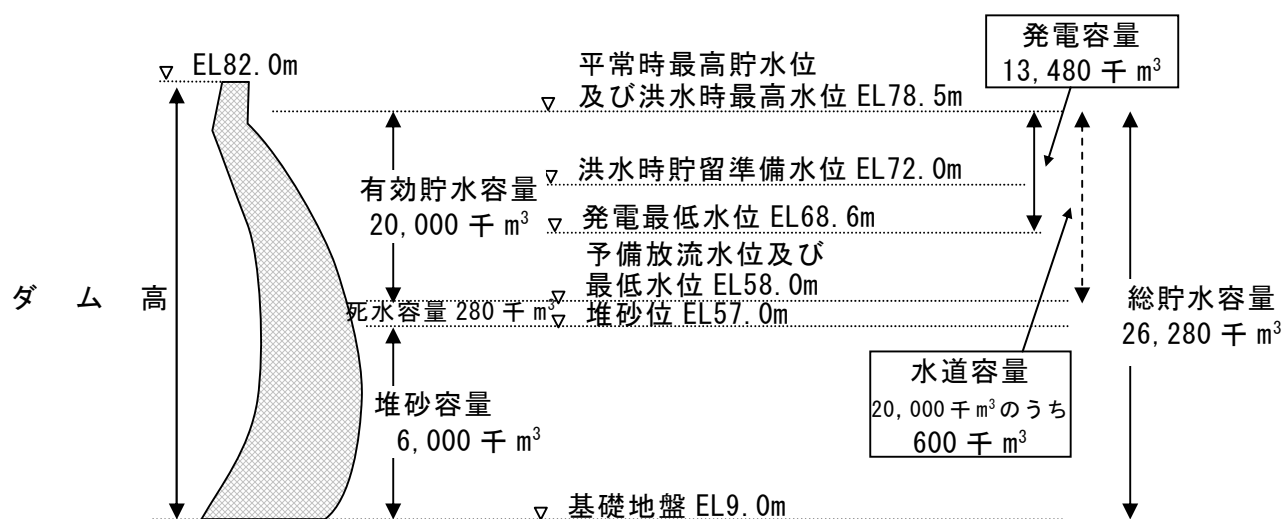 発電容量
13,480 千 m³
EL82.0m
平常時最高貯水位
及び洪水時最高水位 EL78.5m
洪水時貯留準備水位 EL72.0m
有効貯水容量
20,000 千 m³
発電最低水位 EL68.6m
予備放流水位及び
最低水位 EL58.0m
ダム高
死水容量 280 千 m³
堆砂位 EL57.0m
総貯水容量
26,280 千 m³
水道容量
20,000 千 m³のうち
600 千 m³
堆砂容量
6,000 千 m³
基礎地盤 EL9.0m